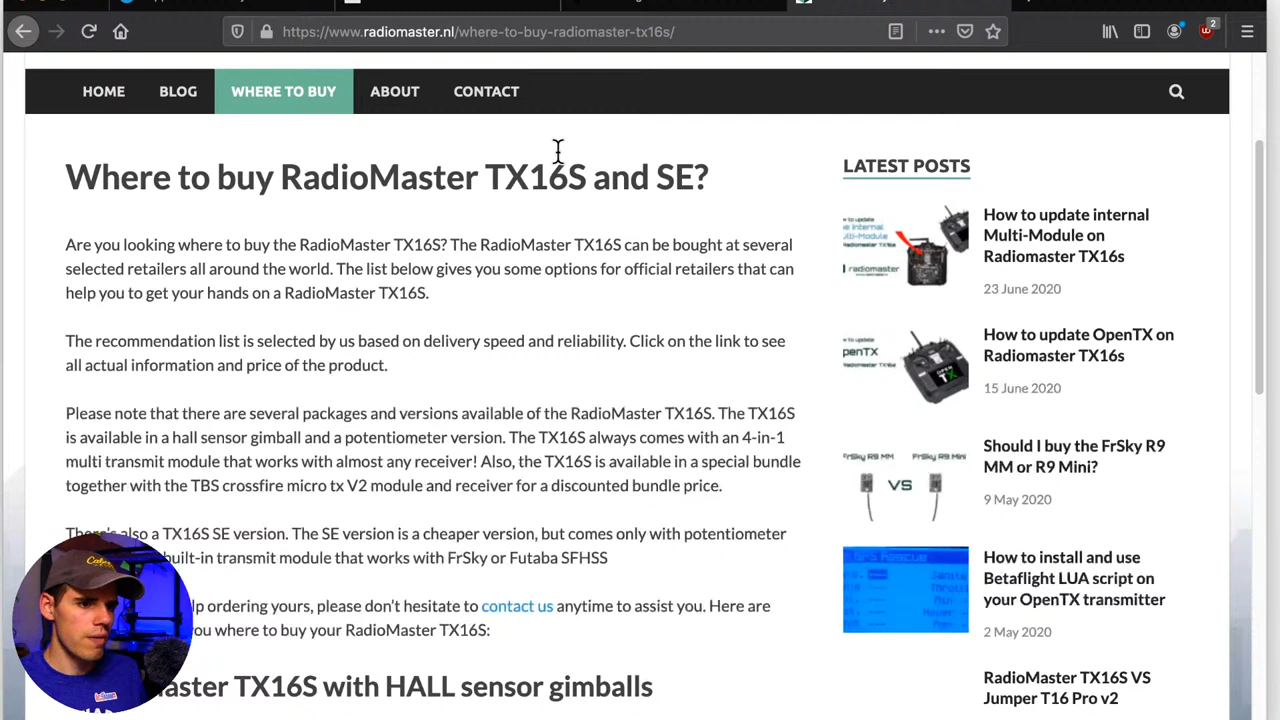 2
https://www.radiomaster.nl/where-to-buy-radiomaster-tx16s/
HOME
BLOG
WHERE TO BUY
ABOUT
CONTACT
Where to buy RadioMaster TX16S and SE?
Are you looking where to buy the RadioMaster TX16S? The RadioMaster TX16S can be bought at several
selected retailers all around the world. The list below gives you some options for official retailers that can
help you to get your hands on a RadioMaster TX16S.
The recommendation list is selected by us based on delivery speed and reliability. Click on the link to see
all actual inormation and price of the product.
Please note that there are several packages and versions available of the RadioMaster TX16S. The TX16S
is available in a hall sensor gimball and a potentiometer version. The TX16S always comes with an 4-in-1
multi transmit module that works with almost any receiver! Also, the TX16S is available in a special bundle
together with the TBS crossfire micro tx V2 module and receiver for a discounted bundle price.
There's also a TX16S SE version. The SE version is a cheaper version, but comes only with potentiometer
built-in transmit module that works with FrSky or Futaba SFHSS
ordering yours, please don't hesitate to contact us anytime to assist you. Here are
where to buy your RadioMaster TX16S:
TX16S with HALL sensor gimballs
LATEST POSTS
How to update internal
Multi-Module on
Radiomaster TX16s
23 June 2020
How to update OpenTX on
Radiomaster TX16s
15 June 2020
Should I buy the FrSky R9
MM or R9 Mini?
9 May 2020
How to install and use
Betaflight LUA script on
your OpenTX transmitter
2 May 2020
RadioMaster TX16S VS
Jumper T16 Pro v2
radiomaster
FrSky R9 MM
FrSky R9 Mini
VS